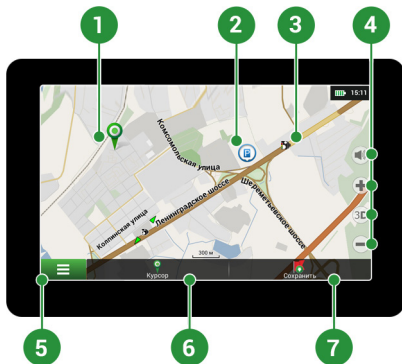 1
2
3
4
15:11
Комсомольская улица
P
Ленинградское шоссе
Шереметьевское шоссе
Колпинская улица
3D
300 м
Курсор
Сохранить
5
6
7